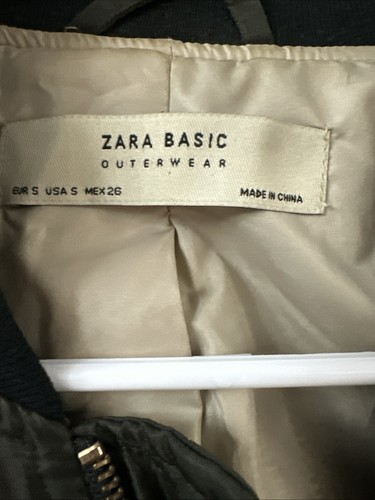 ZARA BASIC
OUTERWEAR
EUR S USA S MEX 26 MADE IN CHINA